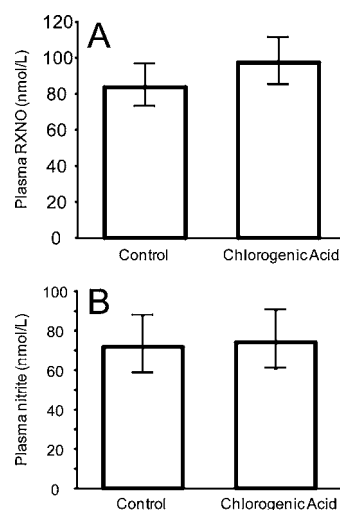 A
Plasma RXNO (nmol/L)
120
100
80
60
40
20
0
Control Chlorogenic Acid
B
Plasma nitrite (nmol/L)
100
80
60
40
20
0
Control Chlorogenic Acid